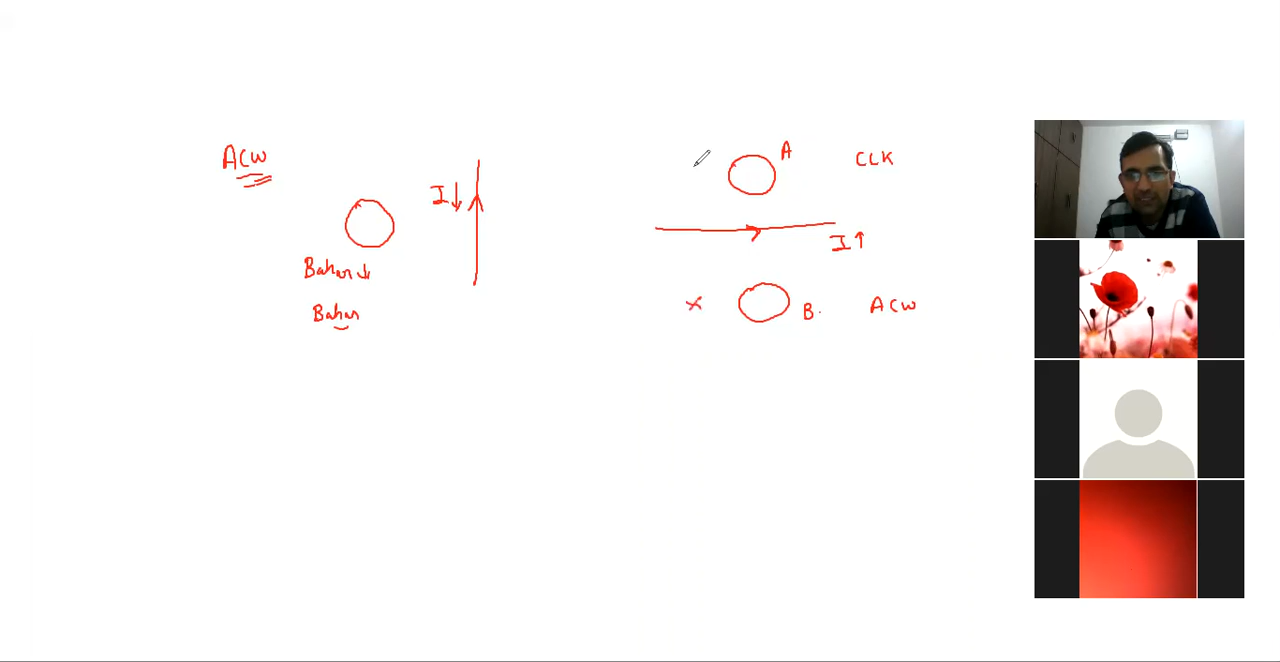 ACW
I↓
Bahar↓
Bahar
A
CLK
I↑
×
B.
ACW